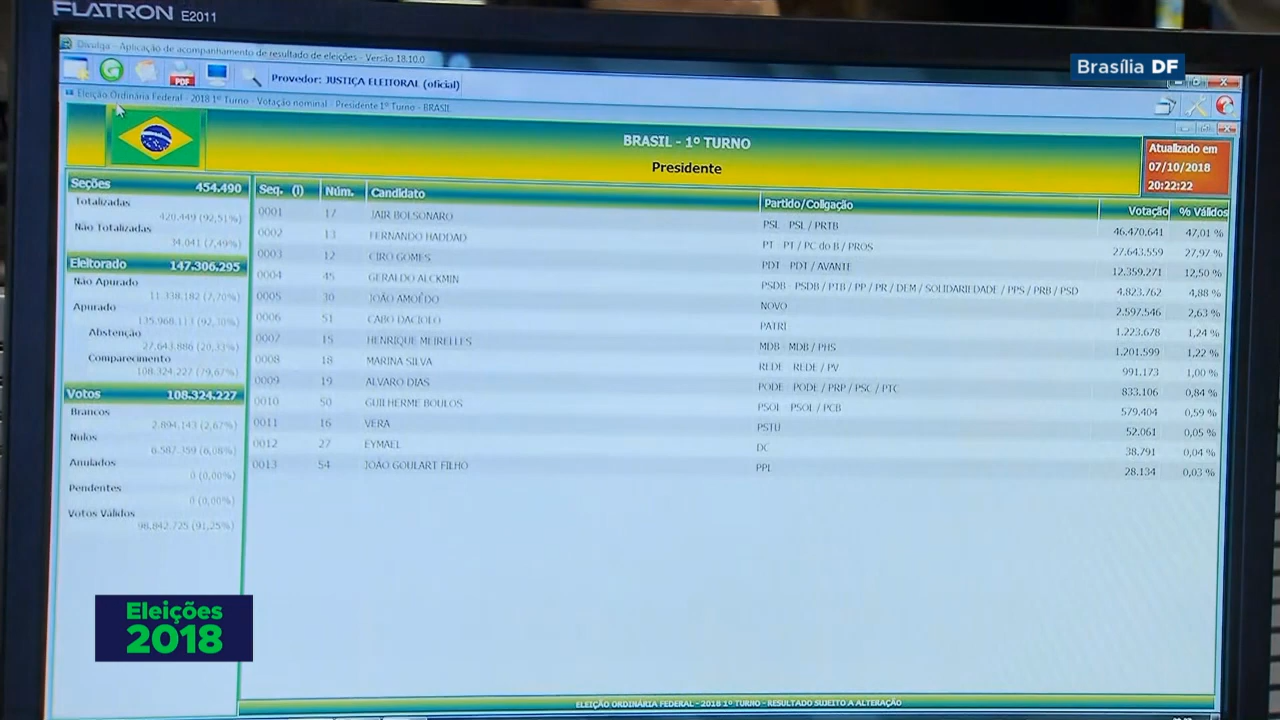 FLATRON E2011
Divulga - Aplicação de acompanhamento de resultado de eleições - Versão 18.10.0
Brasília DF
PDF
Provedor: JUSTIÇA ELEITORAL (oficial)
Eleição Ordinária Federal - 2018 1º Turno - Votação nominal - Presidente 1º Turno - BRASIL
BRASIL - 1º TURNO
Presidente
Atualizado em
07/10/2018
20:22:22
Seções 454.490
Totalizadas
420.449 (92,51%)
Não Totalizadas
34.041 (7,49%)
Eleitorado 147.306.295
Não Apurado
11.338.182 (7,70%)
Apurado
135.968.113 (92,30%)
Abstenção
27.643.886 (20,33%)
Comparecimento
108.324.227 (79,67%)
Votos 108.324.227
Brancos
2.894.143 (2,67%)
Nulos
6.587.359 (6,08%)
Anulados
0 (0,00%)
Pendentes
0 (0,00%)
Votos Válidos
98.842.725 (91,25%)
Seq. (I) Núm. Candidato Partido/Coligação Votação % Válidos
0001 17 JAIR BOLSONARO PSL - PSL / PRTB 46.470.641 47,01 %
0002 13 FERNANDO HADDAD PT - PT / PC do B / PROS 27.643.559 27,97 %
0003 12 CIRO GOMES PDT - PDT / AVANTE 12.359.271 12,50 %
0004 45 GERALDO ALCKMIN PSDB - PSDB / PTB / PP / PR / DEM / SOLIDARIEDADE / PPS / PRB / PSD 4.823.762 4,88 %
0005 30 JOÃO AMOÊDO NOVO 2.597.546 2,63 %
0006 51 CABO DACIOLO PATRI 1.223.678 1,24 %
0007 15 HENRIQUE MEIRELLES MDB - MDB / PHS 1.201.599 1,22 %
0008 18 MARINA SILVA REDE - REDE / PV 991.173 1,00 %
0009 19 ALVARO DIAS PODE - PODE / PRP / PSC / PTC 833.106 0,84 %
0010 50 GUILHERME BOULOS PSOL - PSOL / PCB 579.404 0,59 %
0011 16 VERA PSTU 52.061 0,05 %
0012 27 EYMAEL DC 38.791 0,04 %
0013 54 JOÃO GOULART FILHO PPL 28.134 0,03 %
Eleições
2018
ELEIÇÃO ORDINÁRIA FEDERAL - 2018 1º TURNO - RESULTADO SUJEITO A ALTERAÇÃO